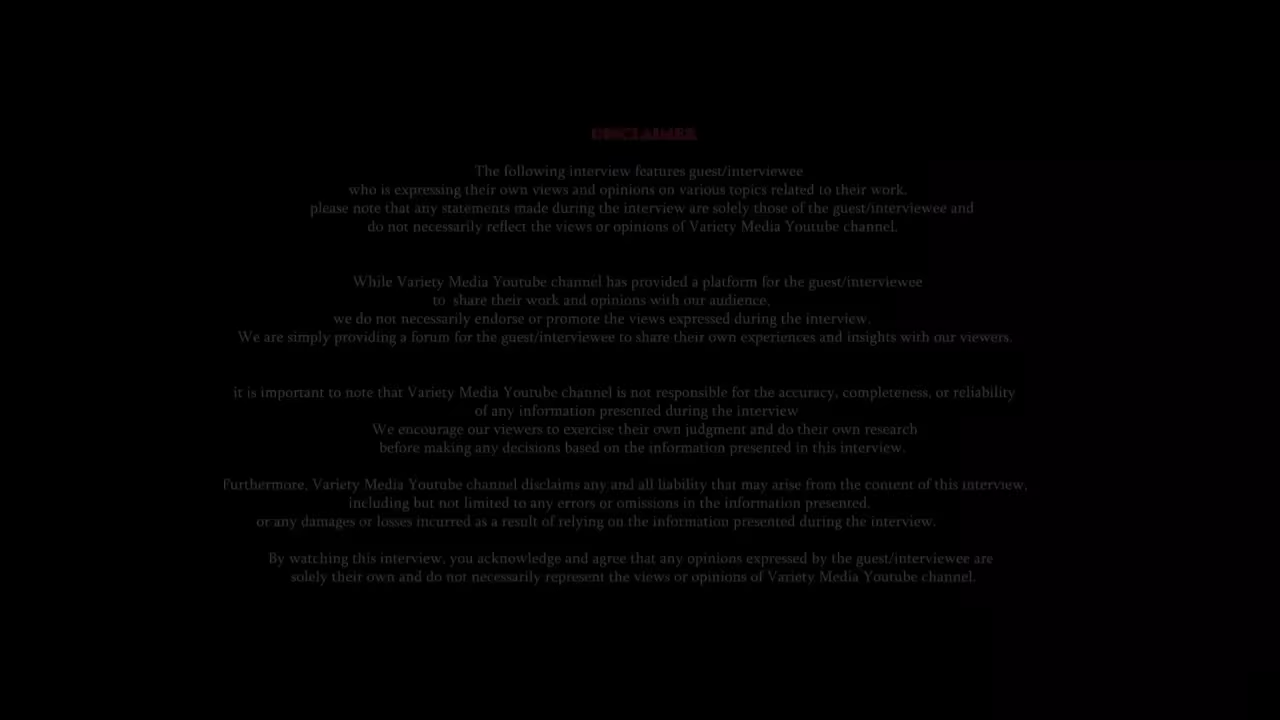 DISCLAIMER
The following interview features guest/interviewee
who is expressing their own views and opinions on various topics related to their work.
please note that any statements made during the interview are solely those of the guest/interviewee and
do not necessarily reflect the views or opinions of Variety Media Youtube channel.
While Variety Media Youtube channel has provided a platform for the guest/interviewee
to share their work and opinions with our audience,
we do not necessarily endorse or promote the views expressed during the interview.
We are simply providing a forum for the guest/interviewee to share their own experiences and insights with our viewers.
it is important to note that Variety Media Youtube channel is not responsible for the accuracy, completeness, or reliability
of any information presented during the interview
We encourage our viewers to exercise their own judgment and do their own research
before making any decisions based on the information presented in this interview.
Furthermore, Variety Media Youtube channel disclaims any and all liability that may arise from the content of this interview,
including but not limited to any errors or omissions in the information presented,
or any damages or losses incurred as a result of relying on the information presented during the interview.
By watching this interview, you acknowledge and agree that any opinions expressed by the guest/interviewee are
solely their own and do not necessarily represent the views or opinions of Variety Media Youtube channel.